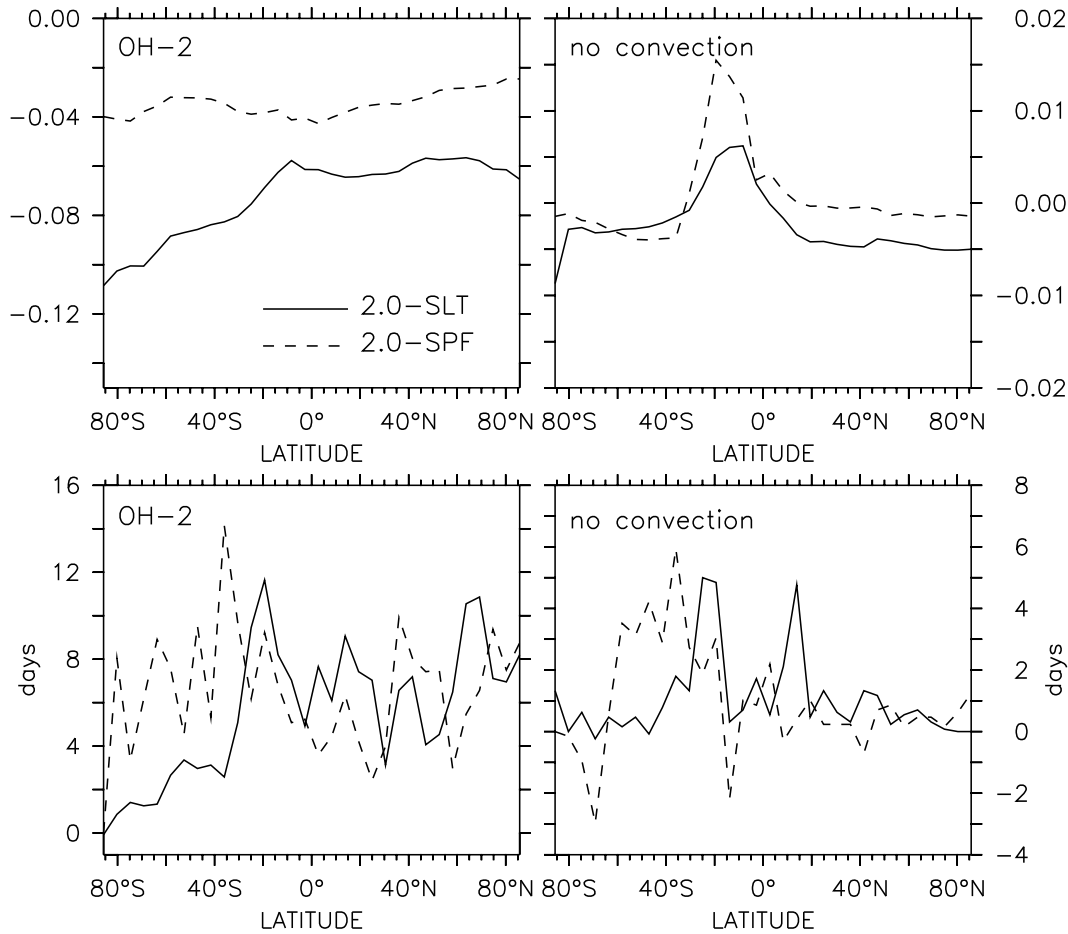 0.00
-0.04
-0.08
-0.12
OH-2
2.0-SLT
2.0-SPF
80°S 40°S 0° 40°N 80°N
LATITUDE
no convection
0.02
0.01
0.00
-0.01
-0.02
80°S 40°S 0° 40°N 80°N
LATITUDE
16
12
8
4
0
days
OH-2
80°S 40°S 0° 40°N 80°N
LATITUDE
no convection
8
6
4
2
0
-2
-4
days
80°S 40°S 0° 40°N 80°N
LATITUDE